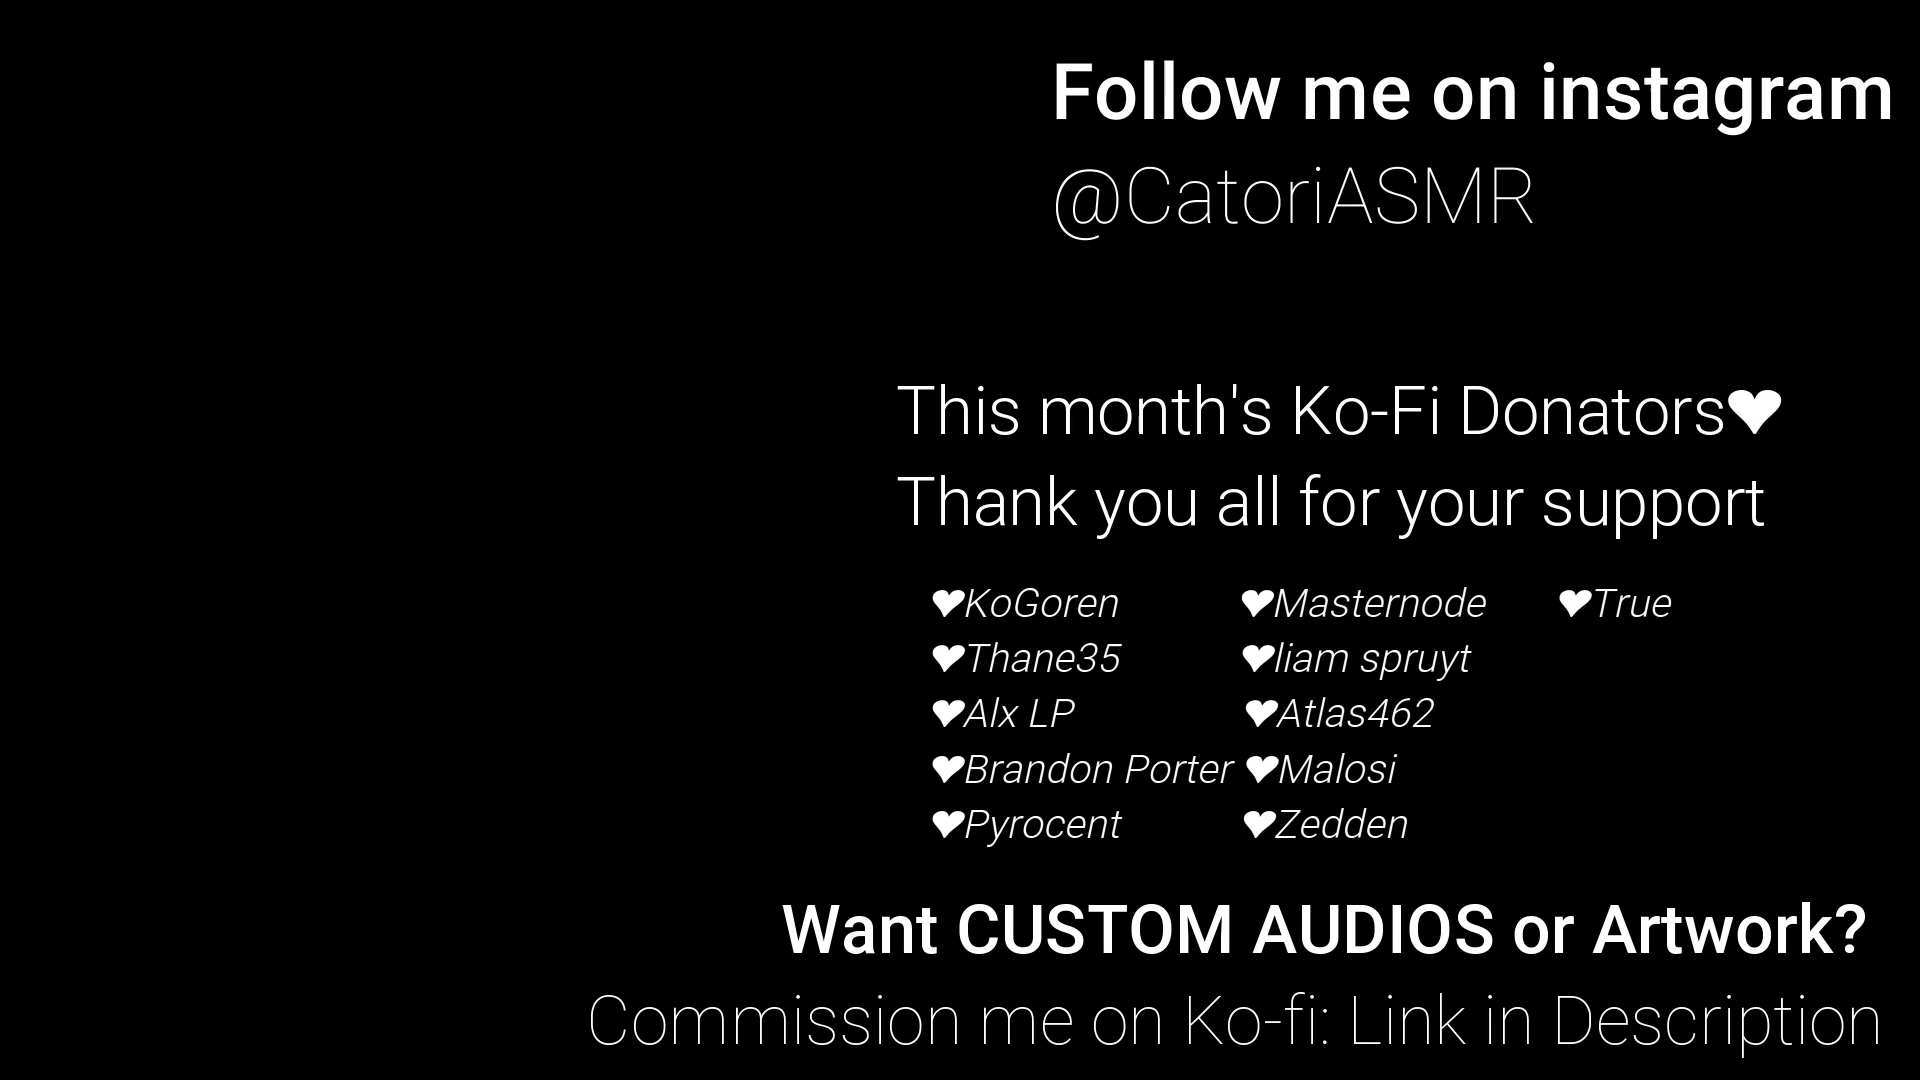 Follow me on instagram
@CatoriASMR
This month's Ko-Fi Donators❤
Thank you all for your support
❤KoGoren ❤Masternode ❤True
❤Thane35 ❤liam spruyt
❤Alx LP ❤Atlas462
❤Brandon Porter ❤Malosi
❤Pyrocent ❤Zedden
Want CUSTOM AUDIOS or Artwork?
Commission me on Ko-fi: Link in Description